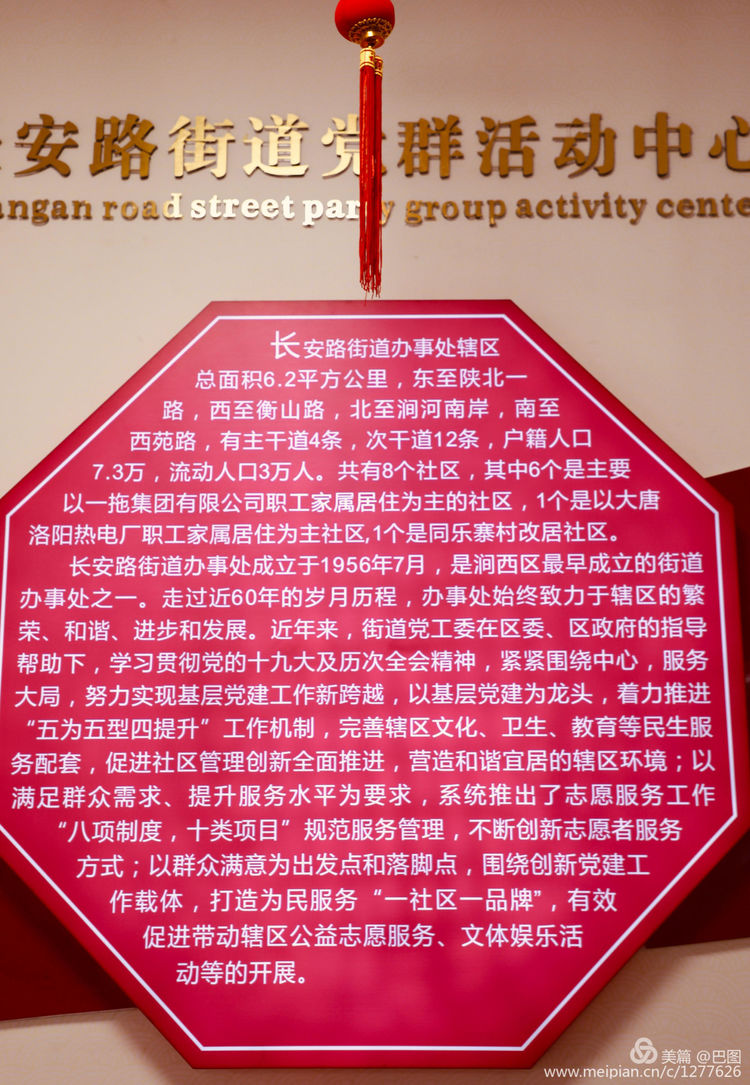 安路街道党群活动中心
angan road street party group activity cente
长安路街道办事处辖区
总面积6.2平方公里，东至陕北一
路，西至衡山路，北至涧河南岸，南至
西苑路，有主干道4条，次干道12条，户籍人口
7.3万，流动人口3万人。共有8个社区，其中6个是主要
以一拖集团有限公司职工家属居住为主的社区，1个是以大唐
洛阳热电厂职工家属居住为主社区,1个是同乐寨村改居社区。
长安路街道办事处成立于1956年7月，是涧西区最早成立的街道
办事处之一。走过近60年的岁月历程，办事处始终致力于辖区的繁
荣、和谐、进步和发展。近年来，街道党工委在区委、区政府的指导
帮助下，学习贯彻党的十九大及历次全会精神，紧紧围绕中心，服务
大局，努力实现基层党建工作新跨越，以基层党建为龙头，着力推进
“五为五型四提升”工作机制，完善辖区文化、卫生、教育等民生服
务配套，促进社区管理创新全面推进，营造和谐宜居的辖区环境；以
满足群众需求、提升服务水平为要求，系统推出了志愿服务工作
“八项制度，十类项目”规范服务管理，不断创新志愿者服务
方式；以群众满意为出发点和落脚点，围绕创新党建工
作载体，打造为民服务“一社区一品牌”，有效
促进带动辖区公益志愿服务、文体娱乐活
动等的开展。
美篇 @巴图
www.meipian.cn/c/1277626